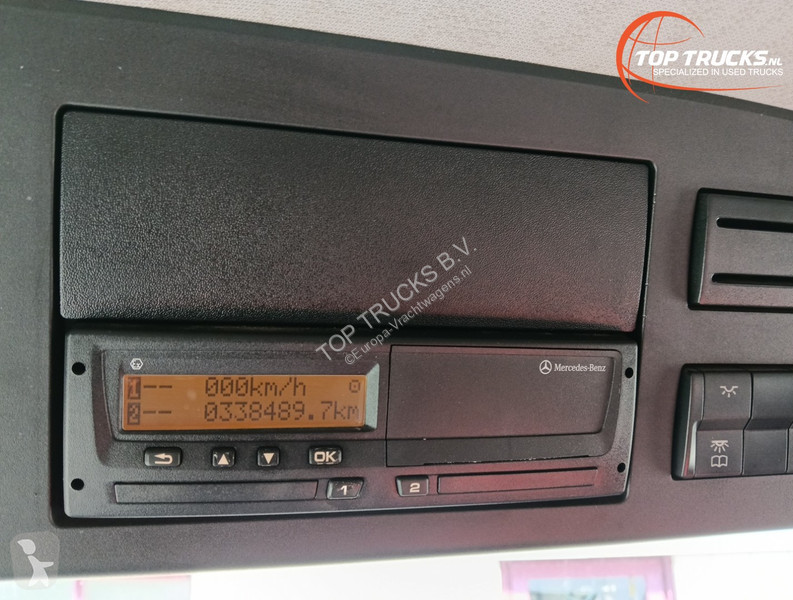 TOP TRUCKS.NL
SPECIALIZED IN USED TRUCKS
TOP TRUCKS B.V.
©Europa-Vrachtwagens.nl
Ex
Mercedes-Benz
1-- 000km/h
2-- 0338489.7km
OK
1 2